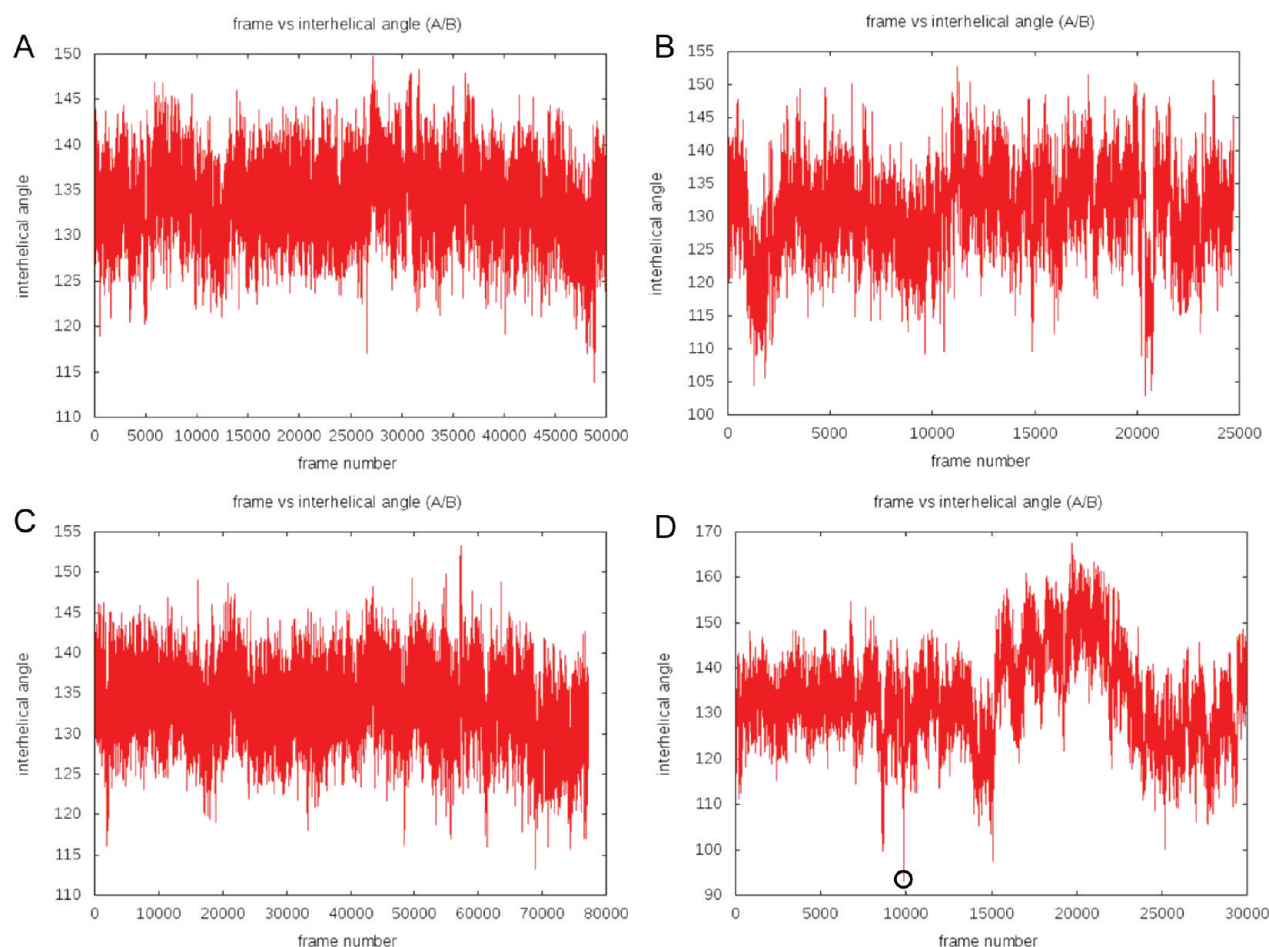 A
frame vs interhelical angle (A/B)
interhelical angle
150
145
140
135
130
125
120
115
110
0 5000 10000 15000 20000 25000 30000 35000 40000 45000 50000
frame number
B
frame vs interhelical angle (A/B)
interhelical angle
155
150
145
140
135
130
125
120
115
110
105
100
0 5000 10000 15000 20000 25000
frame number
C
frame vs interhelical angle (A/B)
interhelical angle
155
150
145
140
135
130
125
120
115
110
0 10000 20000 30000 40000 50000 60000 70000 80000
frame number
D
frame vs interhelical angle (A/B)
interhelical angle
170
160
150
140
130
120
110
100
90
0 5000 10000 15000 20000 25000 30000
frame number